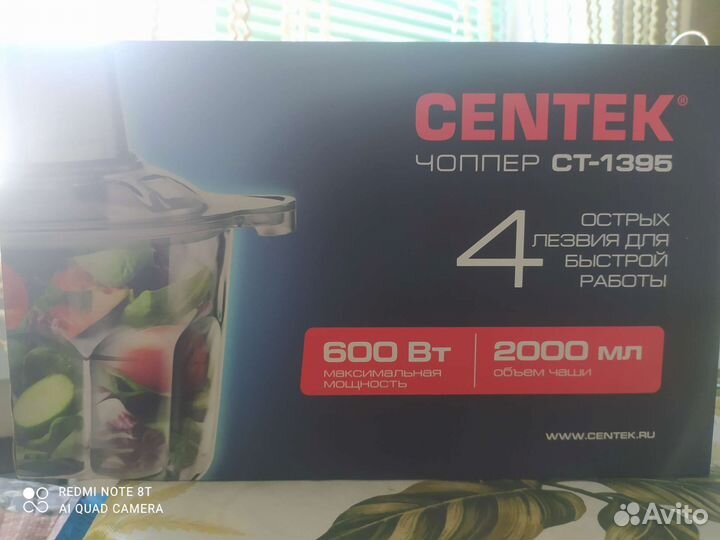 CENTEK®
ЧОППЕР CT-1395
4
ОСТРЫХ
ЛЕЗВИЯ ДЛЯ
БЫСТРОЙ
РАБОТЫ
600 Вт
МАКСИМАЛЬНАЯ
МОЩНОСТЬ
2000 мл
объем чаши
WWW.CENTEK.RU
REDMI NOTE 8T
AI QUAD CAMERA
Avito